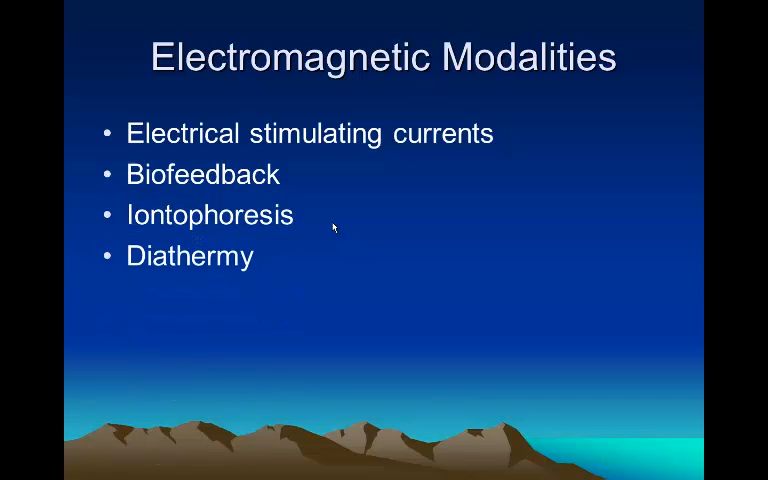 Electromagnetic Modalities
• Electrical stimulating currents
• Biofeedback
• Iontophoresis
• Diathermy